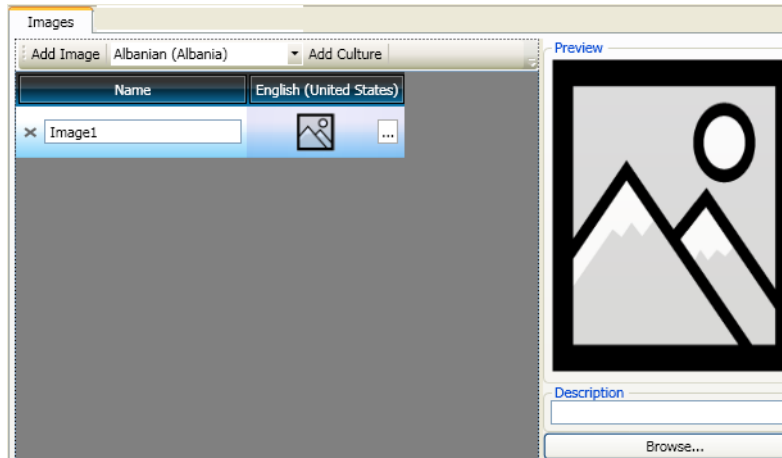 Images
Add Image Albanian (Albania) Add Culture
Name English (United States)
Image1 ...
Preview
Description
Browse...